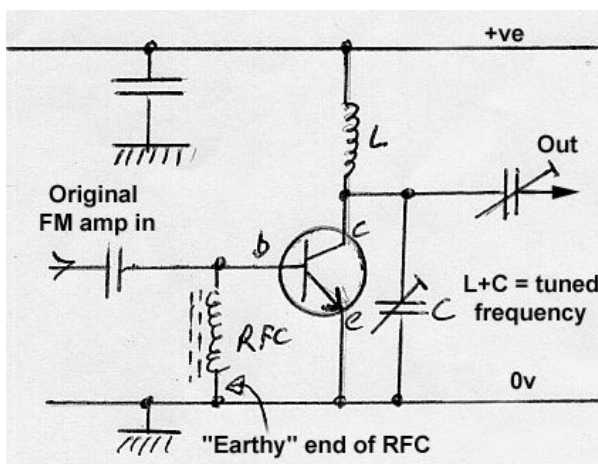 +ve
L
Out
Original
FM amp in
b
c
e
C
L+C = tuned
frequency
RFC
0v
"Earthy" end of RFC